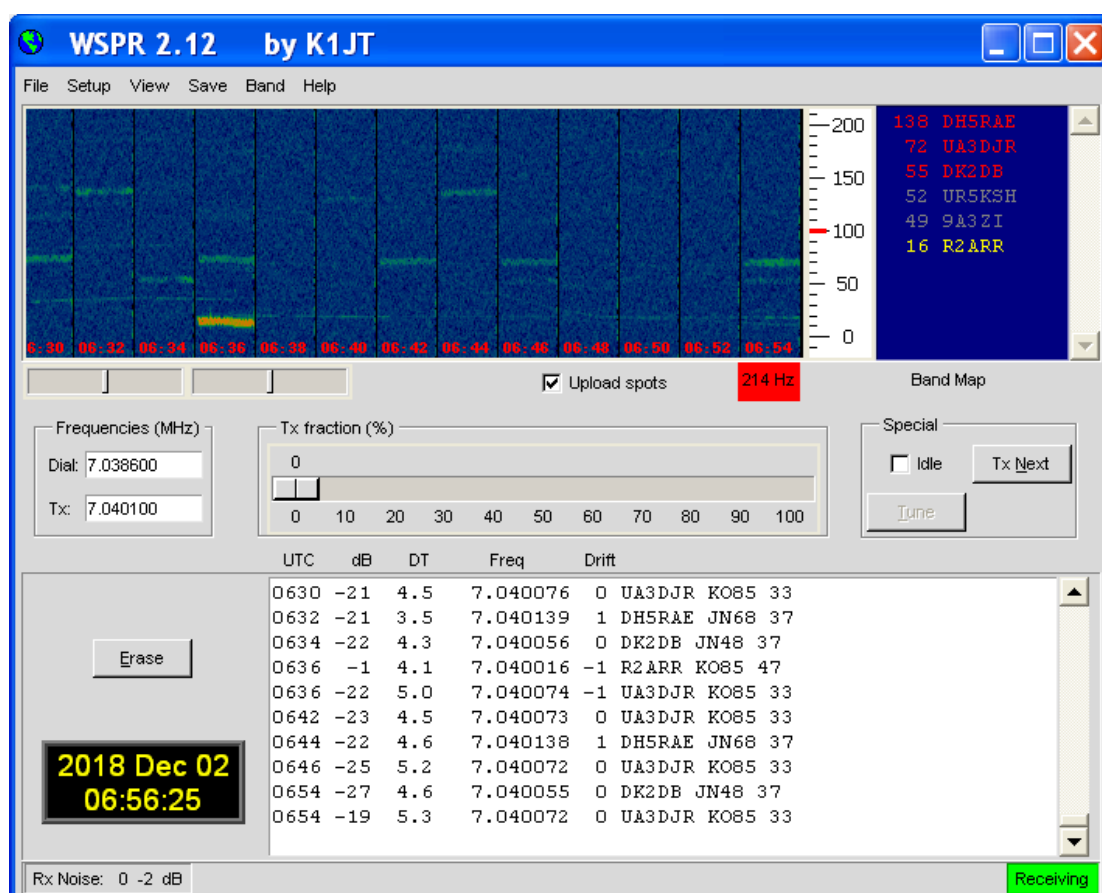 WSPR 2.12 by K1JT
File Setup View Save Band Help
6:30 06:32 06:34 06:36 06:38 06:40 06:42 06:44 06:46 06:48 06:50 06:52 06:54
200
150
100
50
0
138 DH5RAE
72 UA3DJR
55 DK2DB
52 UR5KSH
49 9A3ZI
16 R2ARR
Upload spots 214 Hz Band Map
Frequencies (MHz) Tx fraction (%) Special
Dial: 7.038600 0 Idle Tx Next
Tx: 7.040100 0 10 20 30 40 50 60 70 80 90 100 Tune
UTC dB DT Freq Drift
0630 -21 4.5 7.040076 0 UA3DJR KO85 33
0632 -21 3.5 7.040139 1 DH5RAE JN68 37
0634 -22 4.3 7.040056 0 DK2DB JN48 37
0636 -1 4.1 7.040016 -1 R2ARR KO85 47
0636 -22 5.0 7.040074 -1 UA3DJR KO85 33
0642 -23 4.5 7.040073 0 UA3DJR KO85 33
0644 -22 4.6 7.040138 1 DH5RAE JN68 37
0646 -25 5.2 7.040072 0 UA3DJR KO85 33
0654 -27 4.6 7.040055 0 DK2DB JN48 37
0654 -19 5.3 7.040072 0 UA3DJR KO85 33
Erase
2018 Dec 02
06:56:25
Rx Noise: 0 -2 dB Receiving